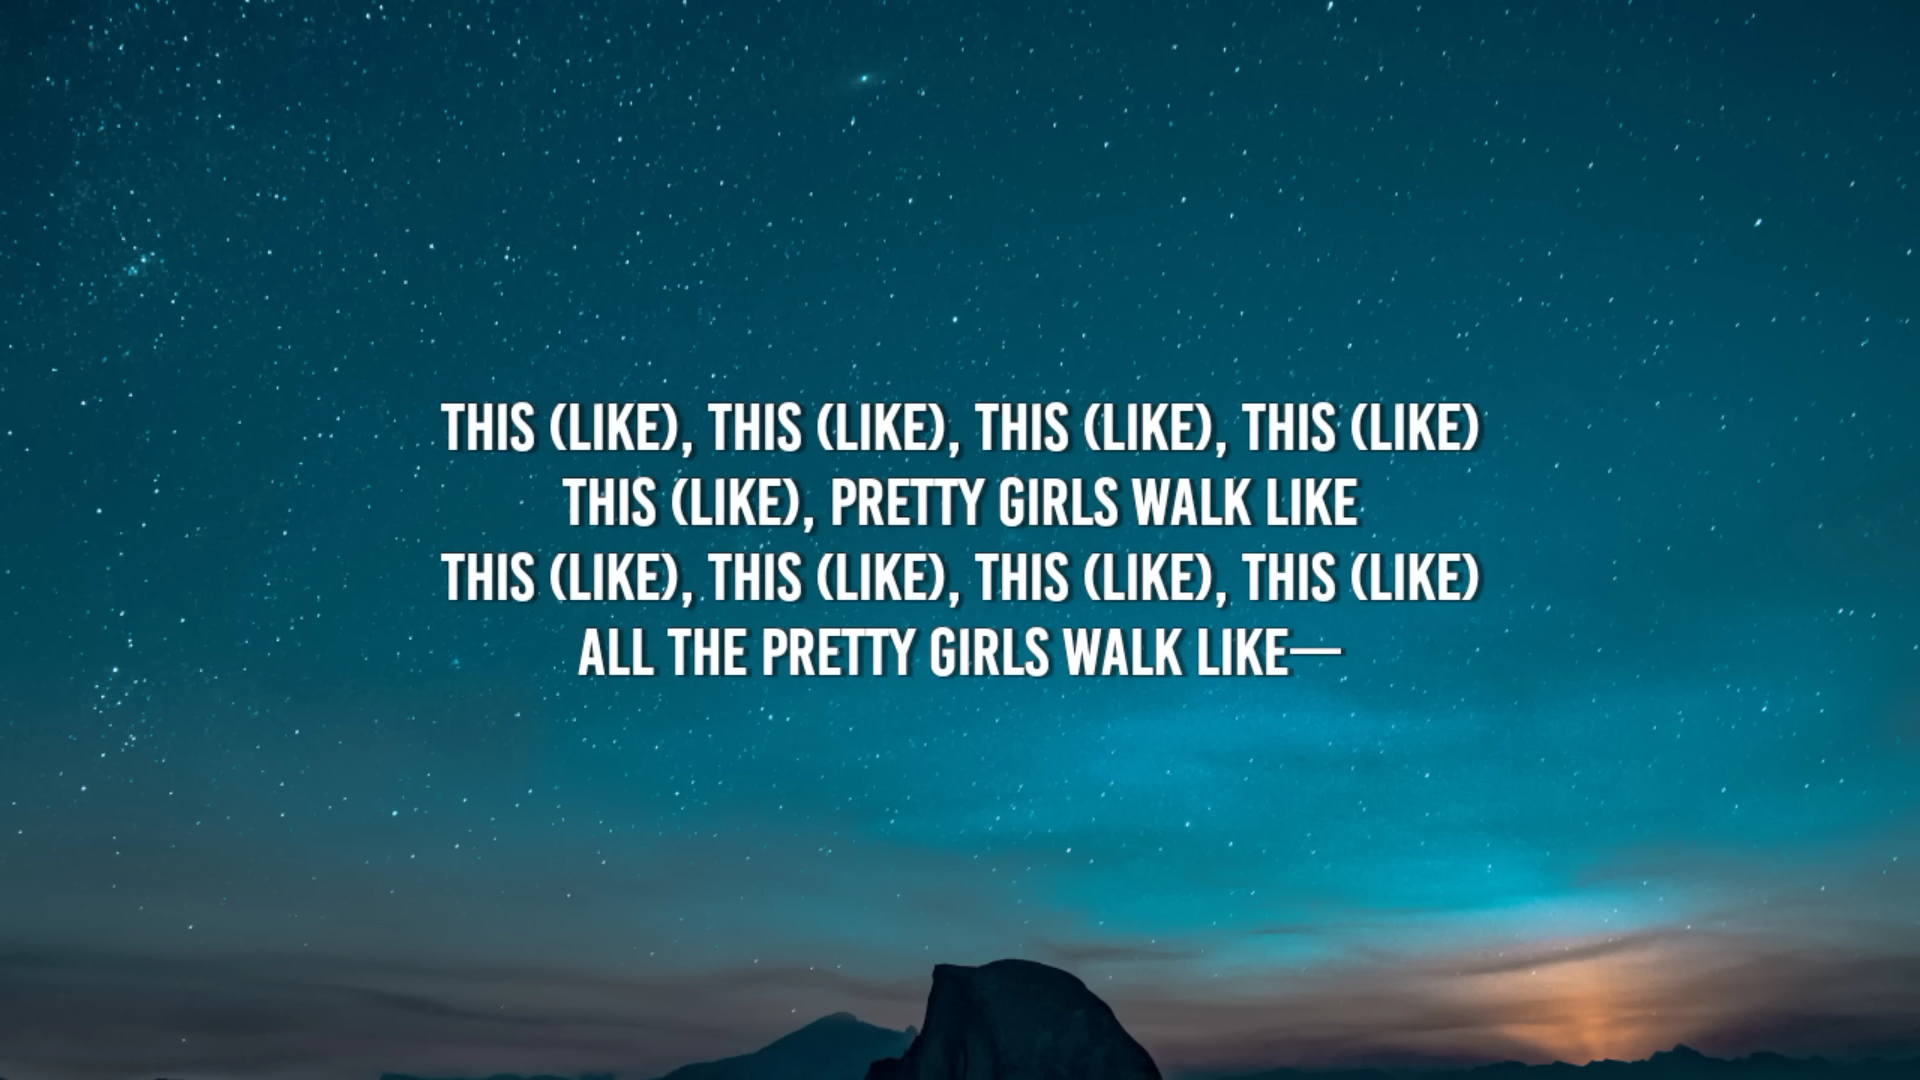 THIS (LIKE), THIS (LIKE), THIS (LIKE), THIS (LIKE)
THIS (LIKE), PRETTY GIRLS WALK LIKE
THIS (LIKE), THIS (LIKE), THIS (LIKE), THIS (LIKE)
ALL THE PRETTY GIRLS WALK LIKE—